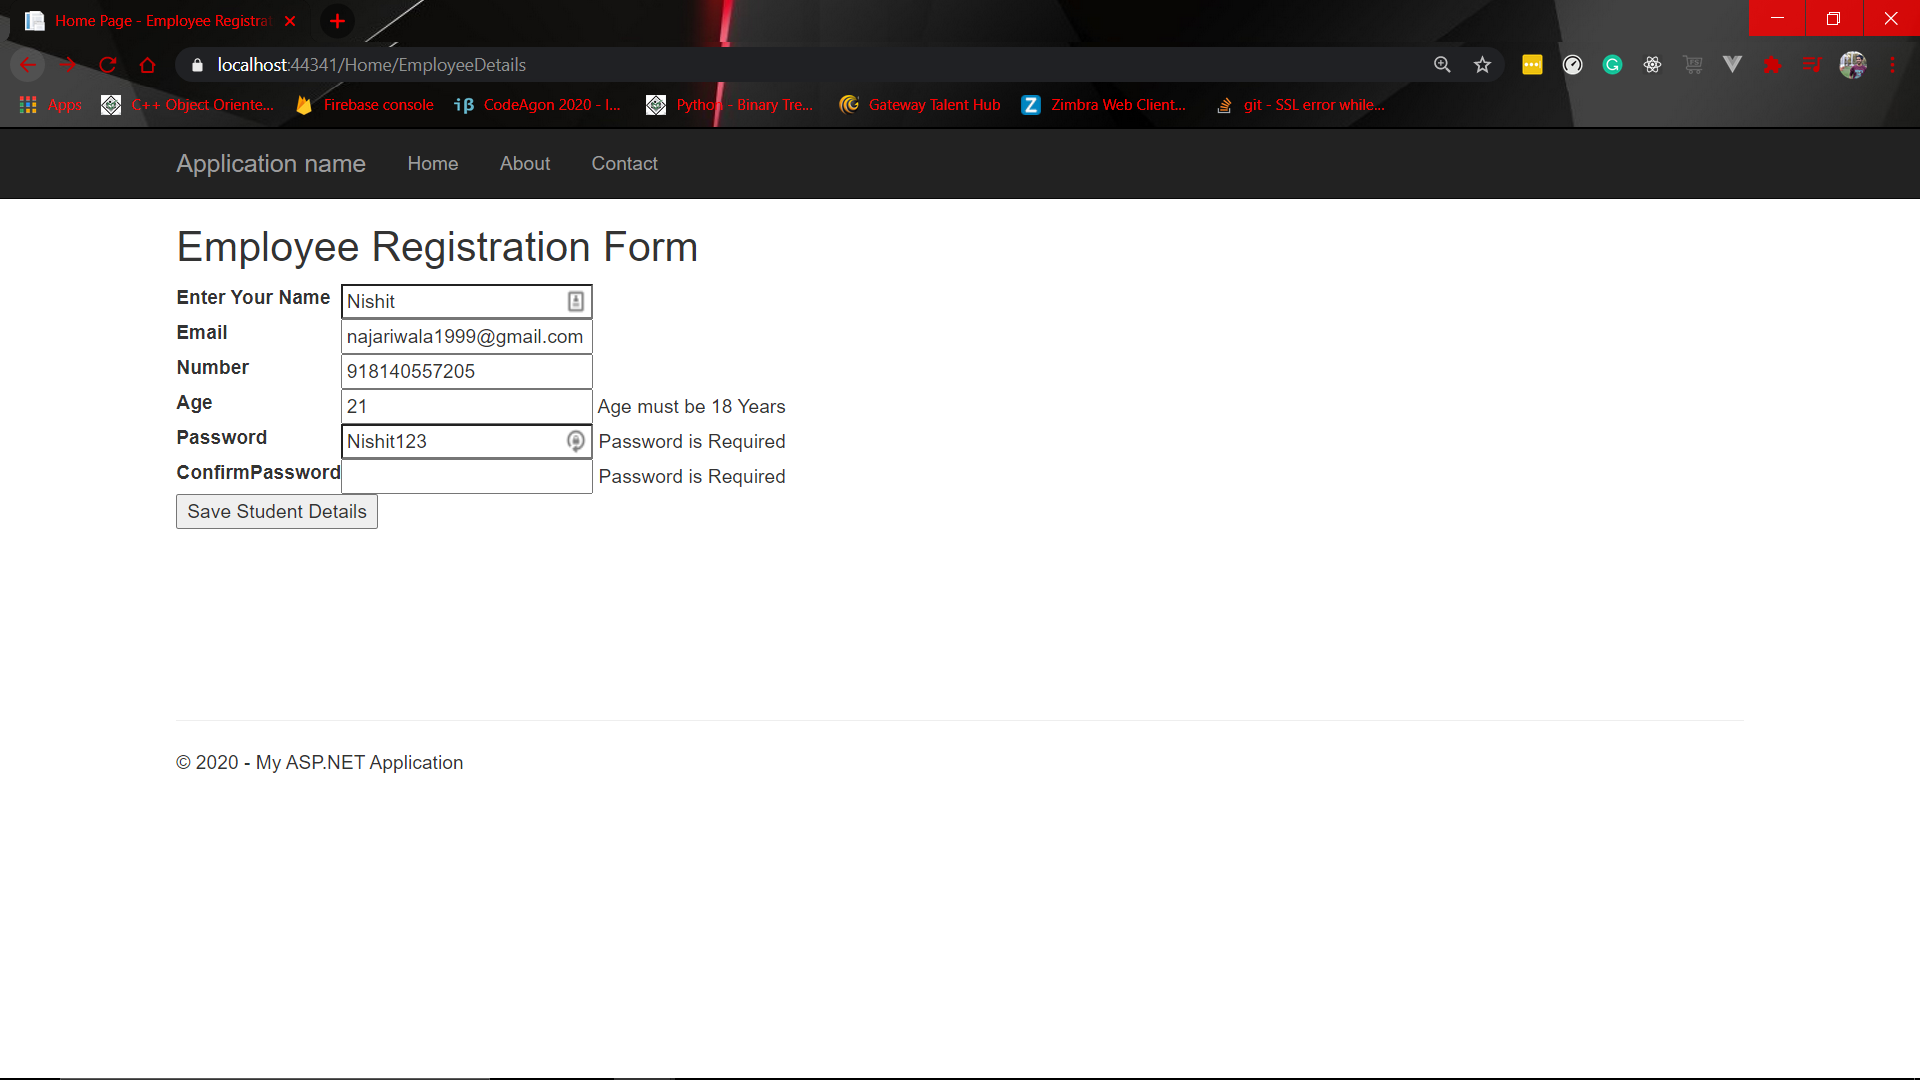 Home Page - Employee Registrat
localhost:44341/Home/EmployeeDetails
Apps C++ Object Oriente... Firebase console CodeAgon 2020 - I... Python - Binary Tre... Gateway Talent Hub Zimbra Web Client... git - SSL error while...
Application name Home About Contact
Employee Registration Form
Enter Your Name Nishit
Email najariwala1999@gmail.com
Number 918140557205
Age 21 Age must be 18 Years
Password Nishit123 Password is Required
ConfirmPassword Password is Required
Save Student Details
© 2020 - My ASP.NET Application